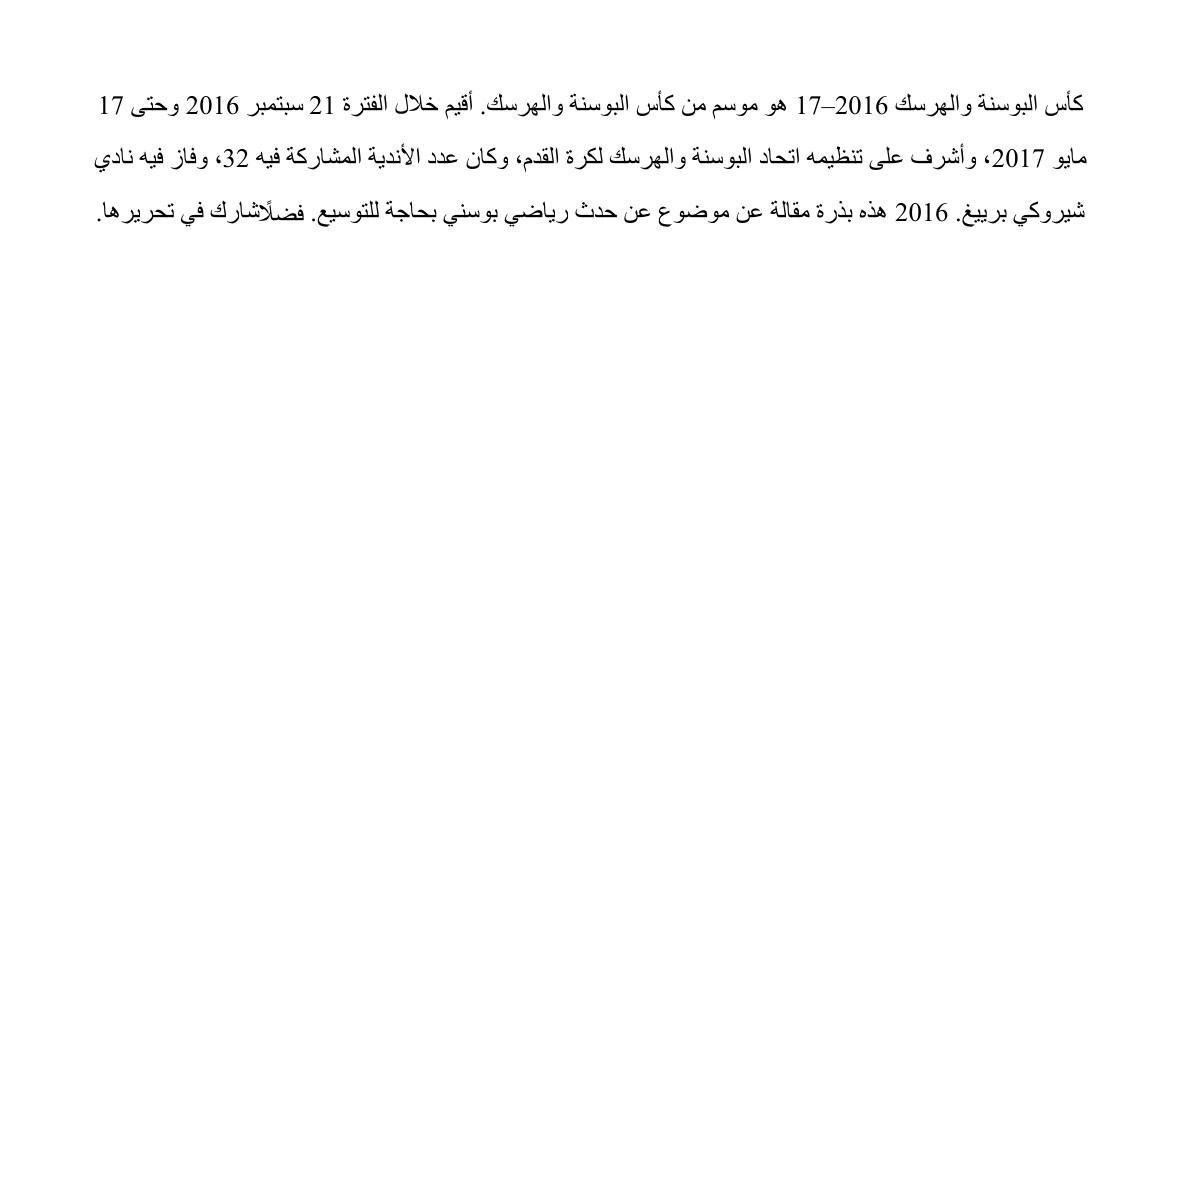 كأس البوسنة والهرسك 2016–17 هو موسم من كأس البوسنة والهرسك. أقيم خلال الفترة 21 سبتمبر 2016 وحتى 17
مايو 2017، وأشرف على تنظيمه اتحاد البوسنة والهرسك لكرة القدم، وكان عدد الأندية المشاركة فيه 32، وفاز فيه نادي
شيروكي برييغ. 2016 هذه بذرة مقالة عن موضوع عن حدث رياضي بوسني بحاجة للتوسيع. فضلًاشارك في تحريرها.